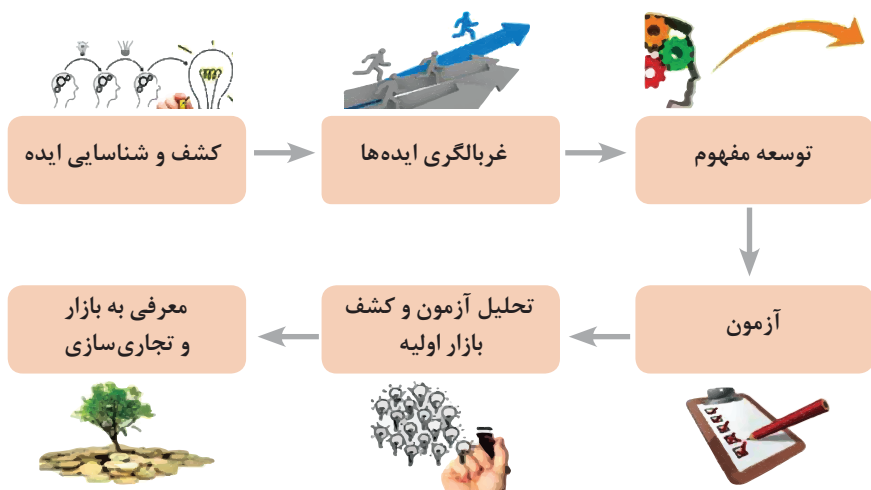 کشف و شناسایی ایده
غربالگری ایده‌ها
توسعه مفهوم
آزمون
تحلیل آزمون و کشف
بازار اولیه
معرفی به بازار
و تجاری‌سازی